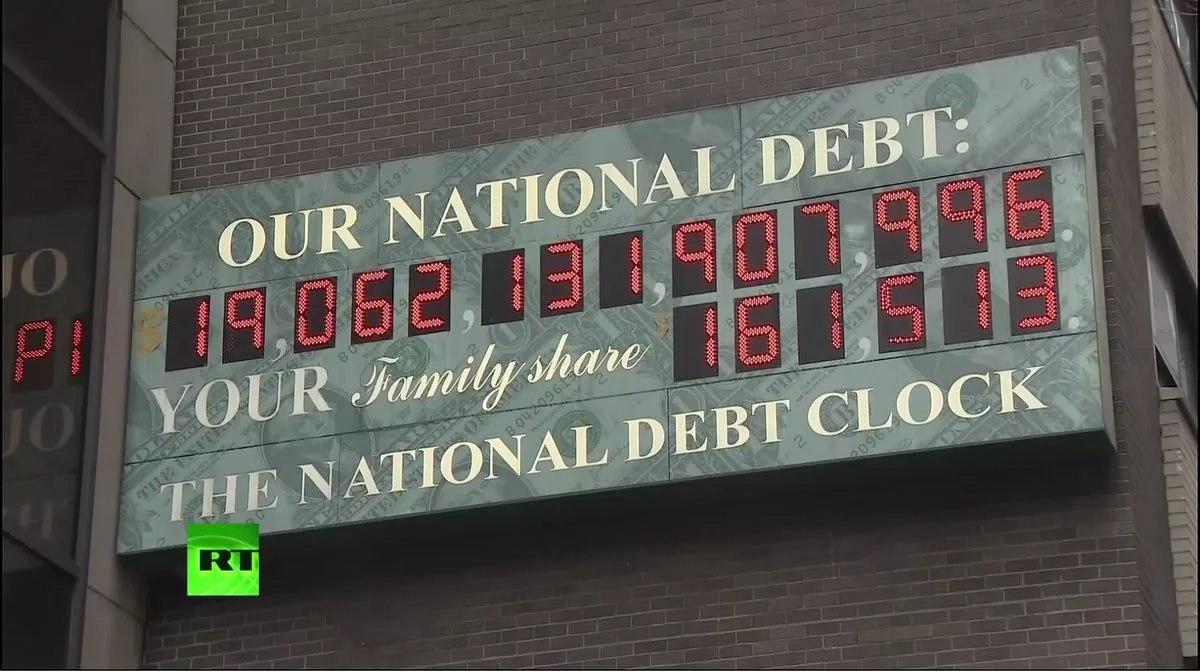 OUR NATIONAL DEBT:
$19,062,131,907,996.
YOUR Family share $161,513.
THE NATIONAL DEBT CLOCK
RT